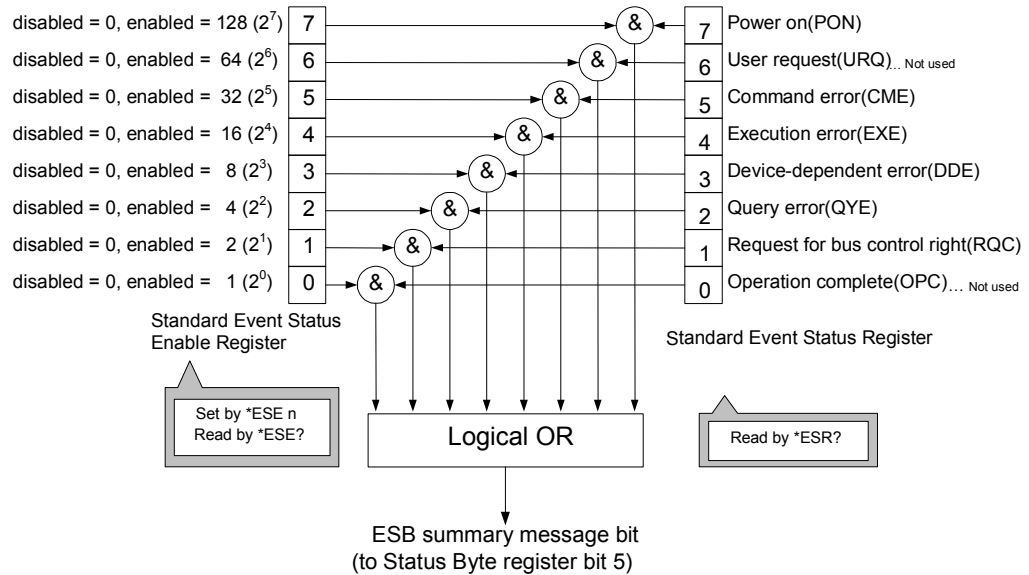 disabled = 0, enabled = 128 (2⁷) 7 & 7 Power on(PON)
disabled = 0, enabled = 64 (2⁶) 6 & 6 User request(URQ)... Not used
disabled = 0, enabled = 32 (2⁵) 5 & 5 Command error(CME)
disabled = 0, enabled = 16 (2⁴) 4 & 4 Execution error(EXE)
disabled = 0, enabled = 8 (2³) 3 & 3 Device-dependent error(DDE)
disabled = 0, enabled = 4 (2²) 2 & 2 Query error(QYE)
disabled = 0, enabled = 2 (2¹) 1 & 1 Request for bus control right(RQC)
disabled = 0, enabled = 1 (2⁰) 0 & 0 Operation complete(OPC)... Not used
Standard Event Status
Enable Register
Standard Event Status Register
Set by *ESE n
Read by *ESE?
Logical OR
Read by *ESR?
ESB summary message bit
(to Status Byte register bit 5)